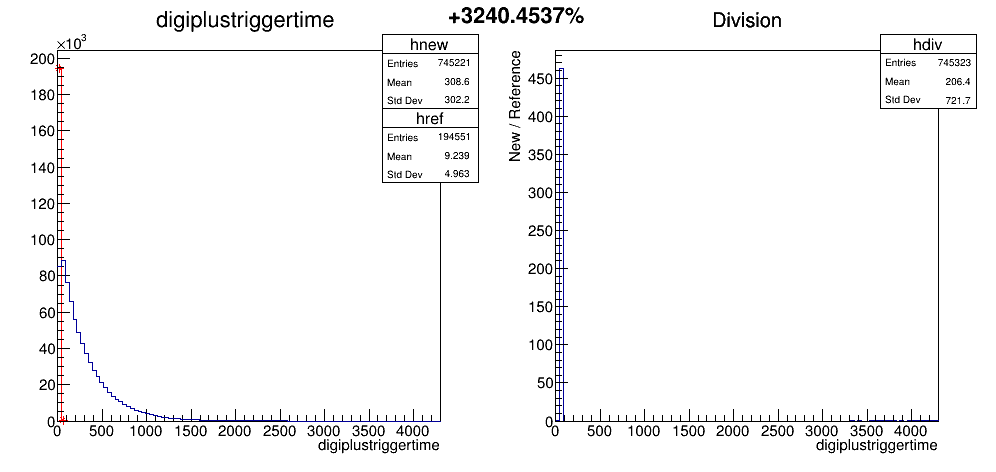 +3240.4537%
digiplustriggertime
×10³
hnew
Entries 745221
Mean 308.6
Std Dev 302.2
href
Entries 194551
Mean 9.239
Std Dev 4.963
200
180
160
140
120
100
80
60
40
20
0
0 500 1000 1500 2000 2500 3000 3500 4000
digiplustriggertime
Division
hdiv
Entries 745323
Mean 206.4
Std Dev 721.7
New / Reference
450
400
350
300
250
200
150
100
50
0
0 500 1000 1500 2000 2500 3000 3500 4000
digiplustriggertime